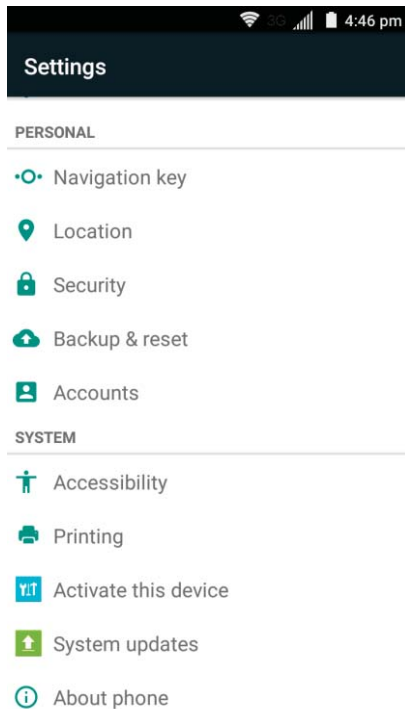 3G 4:46 pm
Settings
PERSONAL
Navigation key
Location
Security
Backup & reset
Accounts
SYSTEM
Accessibility
Printing
Activate this device
System updates
About phone